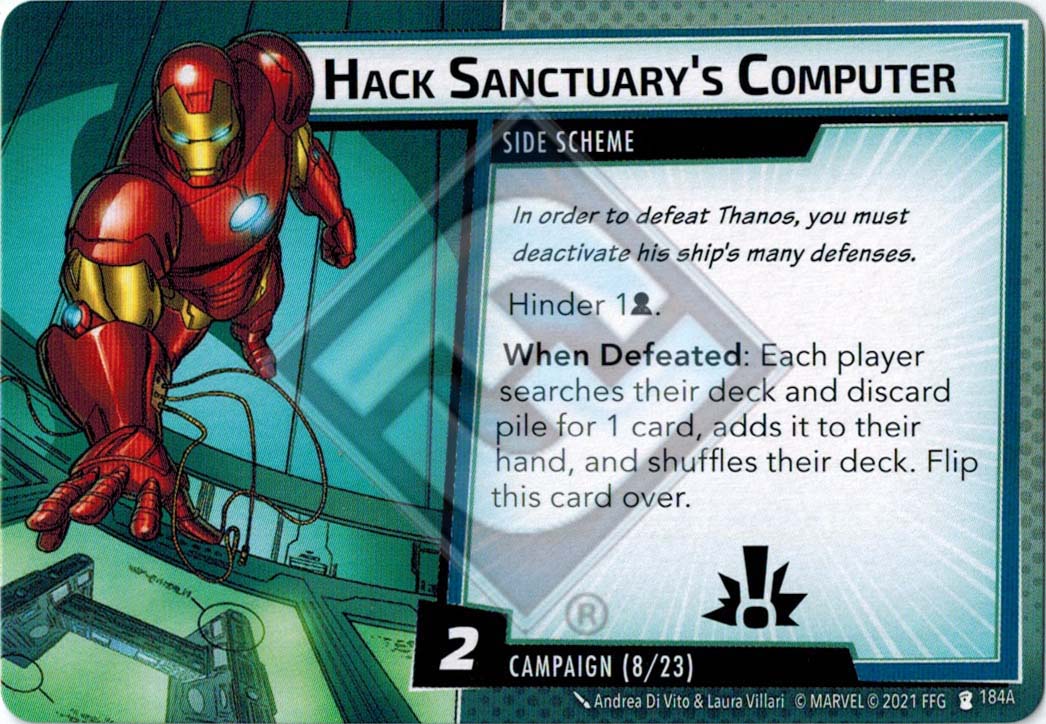 Hack Sanctuary's Computer
SIDE SCHEME
In order to defeat Thanos, you must
deactivate his ship's many defenses.
Hinder 1.
When Defeated: Each player
searches their deck and discard
pile for 1 card, adds it to their
hand, and shuffles their deck. Flip
this card over.
®
2
CAMPAIGN (8/23)
Andrea Di Vito & Laura Villari © MARVEL © 2021 FFG 184A